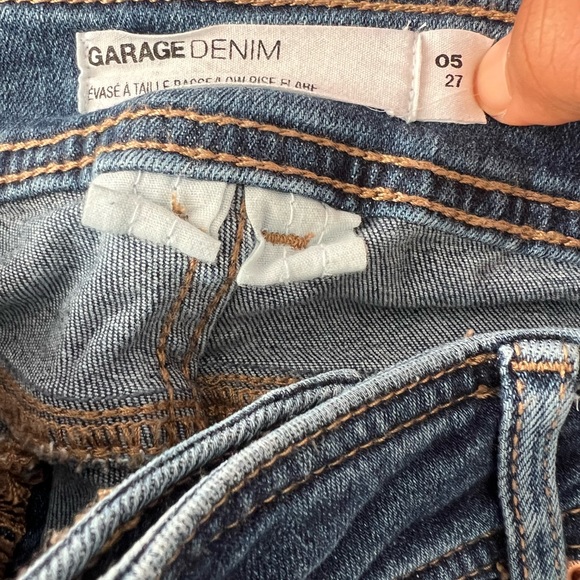 GARAGE DENIM
ÉVASÉ À TAILLE BASSE/LOW RISE FLARE
05
27